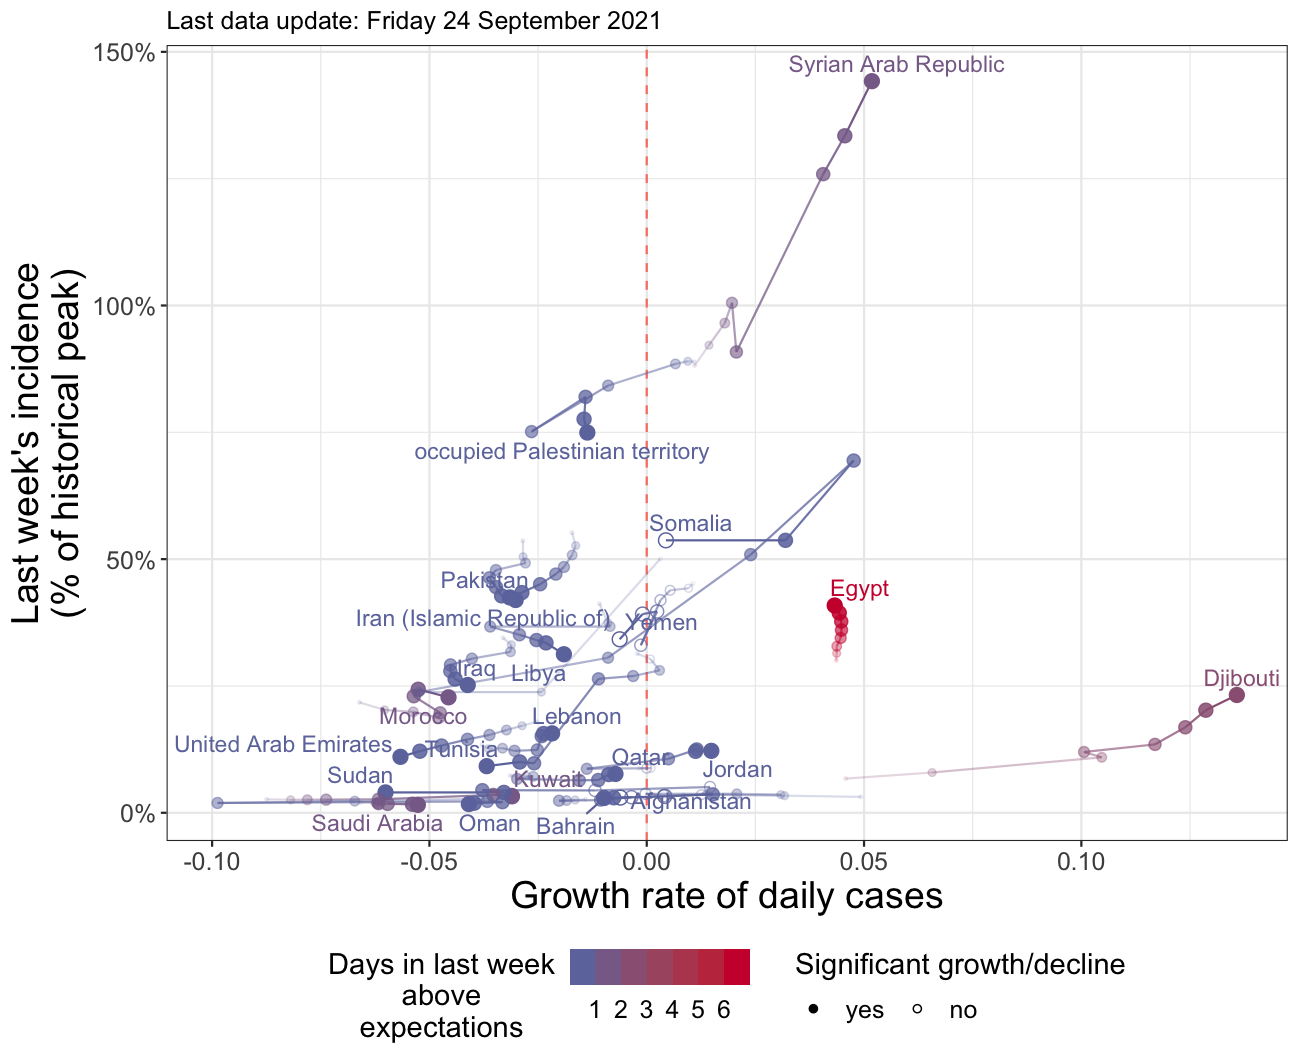 Last data update: Friday 24 September 2021
Last week's incidence
(% of historical peak)
150%
100%
50%
0%
Syrian Arab Republic
occupied Palestinian territory
Somalia
Pakistan
Egypt
Iran (Islamic Republic of)
Yemen
Iraq
Libya
Djibouti
Morocco
Lebanon
United Arab Emirates
Tunisia
Qatar
Jordan
Sudan
Kuwait
Afghanistan
Saudi Arabia
Oman
Bahrain
-0.10
-0.05
0.00
0.05
0.10
Growth rate of daily cases
Days in last week
above
expectations
1 2 3 4 5 6
Significant growth/decline
yes
no